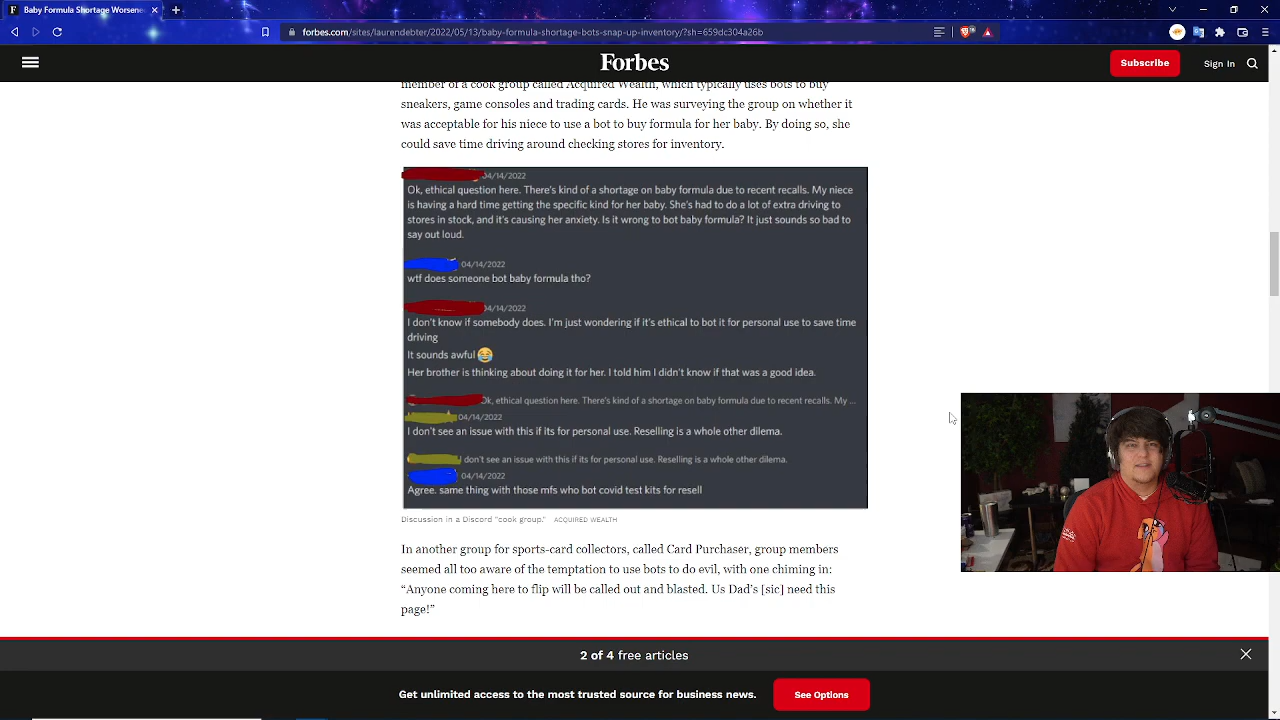 Baby Formula Shortage Worsene
forbes.com/sites/laurendebter/2022/05/13/baby-formula-shortage-bots-snap-up-inventory/?sh=659dc304a26b
Forbes
Subscribe
Sign In
member of a cook group called Acquired Wealth, which typically uses bots to buy
sneakers, game consoles and trading cards. He was surveying the group on whether it
was acceptable for his niece to use a bot to buy formula for her baby. By doing so, she
could save time driving around checking stores for inventory.
04/14/2022
Ok, ethical question here. There's kind of a shortage on baby formula due to recent recalls. My niece
is having a hard time getting the specific kind for her baby. She's had to do a lot of extra driving to
stores in stock, and it's causing her anxiety. Is it wrong to bot baby formula? It just sounds so bad to
say out loud.
04/14/2022
wtf does someone bot baby formula tho?
04/14/2022
I don't know if somebody does. I'm just wondering if it's ethical to bot it for personal use to save time
driving
It sounds awful 😂
Her brother is thinking about doing it for her. I told him I didn't know if that was a good idea.
Ok, ethical question here. There's kind of a shortage on baby formula due to recent recalls. My ...
04/14/2022
I don't see an issue with this if its for personal use. Reselling is a whole other dilema.
I don't see an issue with this if its for personal use. Reselling is a whole other dilema.
04/14/2022
Agree. same thing with those mfs who bot covid test kits for resell
Discussion in a Discord "cook group." ACQUIRED WEALTH
In another group for sports-card collectors, called Card Purchaser, group members
seemed all too aware of the temptation to use bots to do evil, with one chiming in:
“Anyone coming here to flip will be called out and blasted. Us Dad’s [sic] need this
page!”
2 of 4 free articles
Get unlimited access to the most trusted source for business news.
See Options